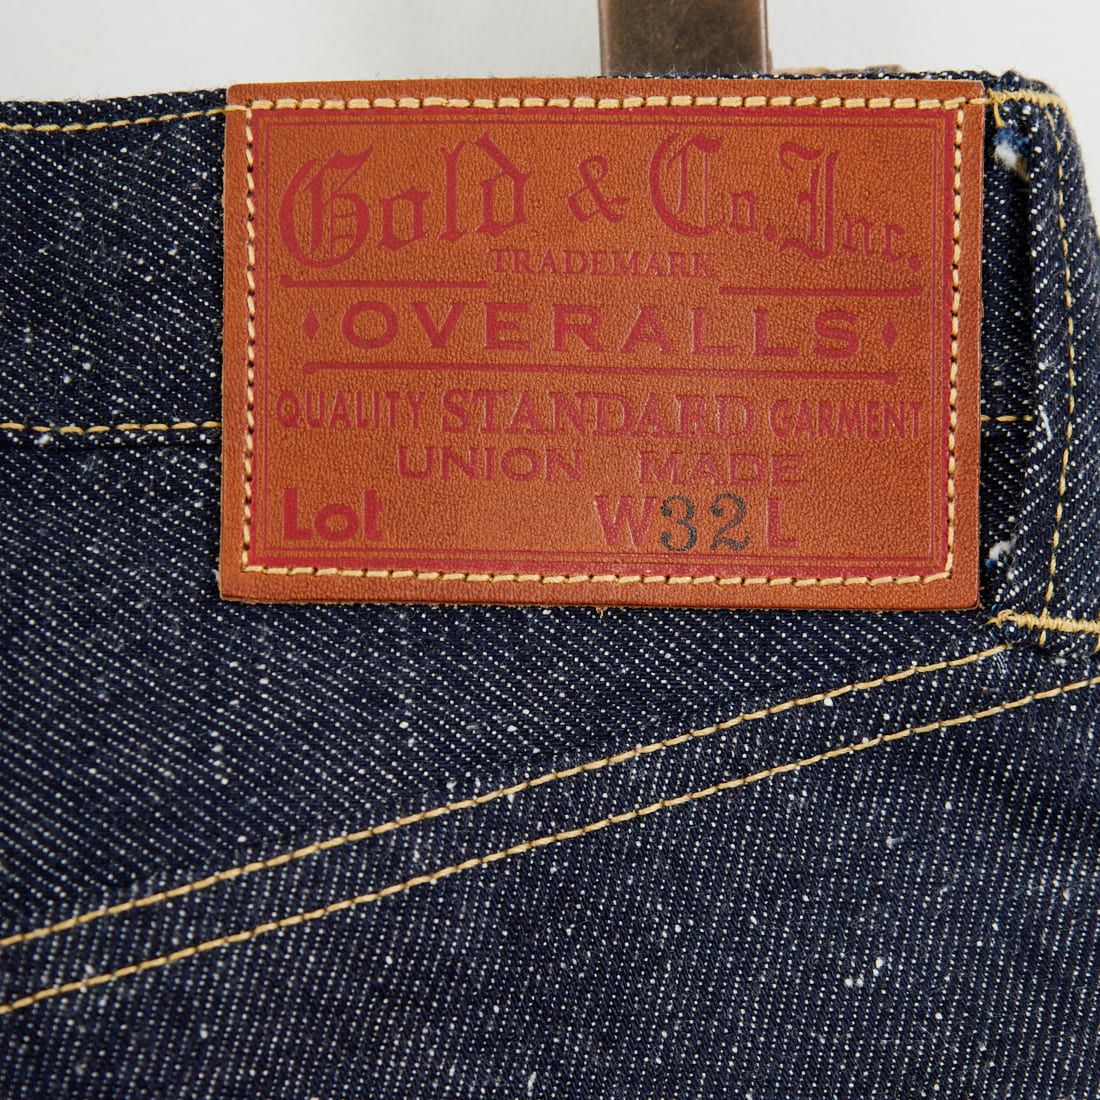 Gold & Co. Inc.
TRADEMARK
OVERALLS
QUALITY STANDARD GARMENT
UNION MADE
Lot W32 L